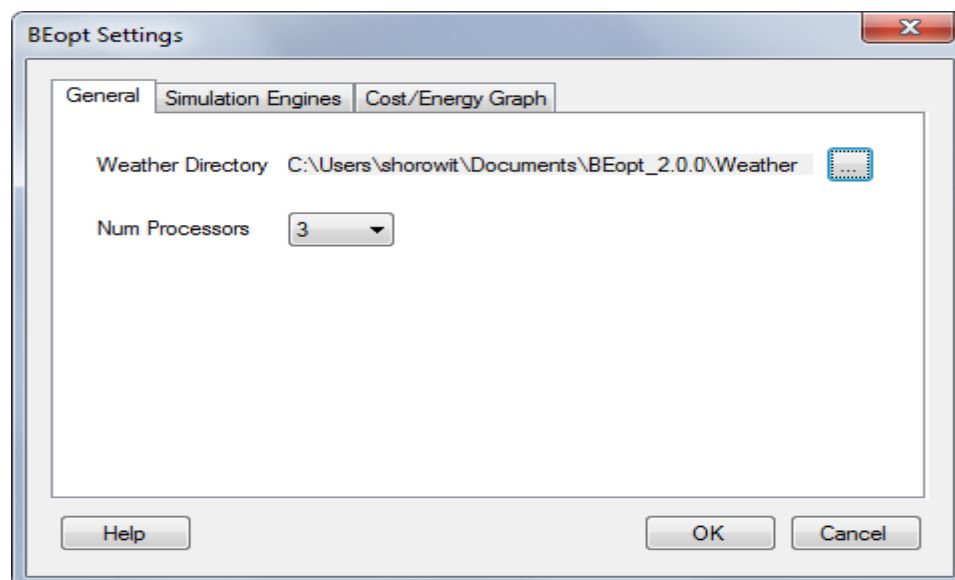 BEopt Settings
General Simulation Engines Cost/Energy Graph
Weather Directory C:\Users\shorowit\Documents\BEopt_2.0.0\Weather ...
Num Processors 3
Help OK Cancel